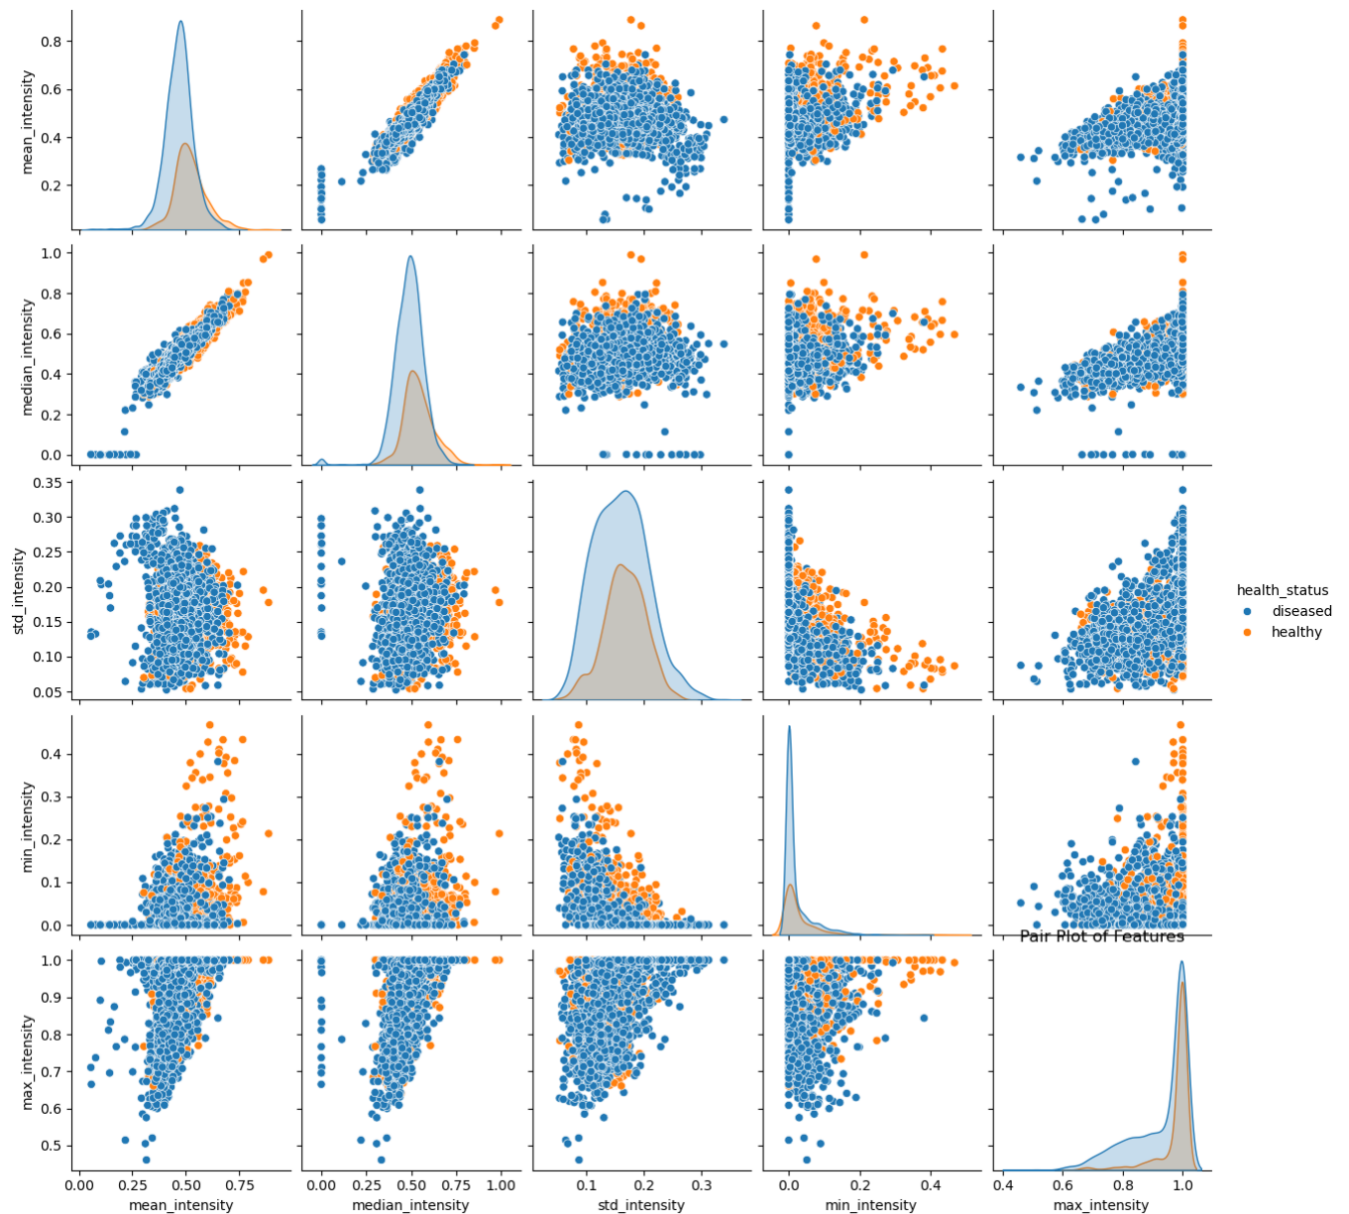 0.8
0.6
0.4
0.2
mean_intensity
1.0
0.8
0.6
0.4
0.2
0.0
median_intensity
0.35
0.30
0.25
0.20
0.15
0.10
0.05
std_intensity
health_status
diseased
healthy
0.4
0.3
0.2
0.1
0.0
min_intensity
Pair Plot of Features
1.0
0.9
0.8
0.7
0.6
0.5
max_intensity
0.00 0.25 0.50 0.75 0.00 0.25 0.50 0.75 1.00 0.1 0.2 0.3 0.0 0.2 0.4 0.4 0.6 0.8 1.0
mean_intensity median_intensity std_intensity min_intensity max_intensity